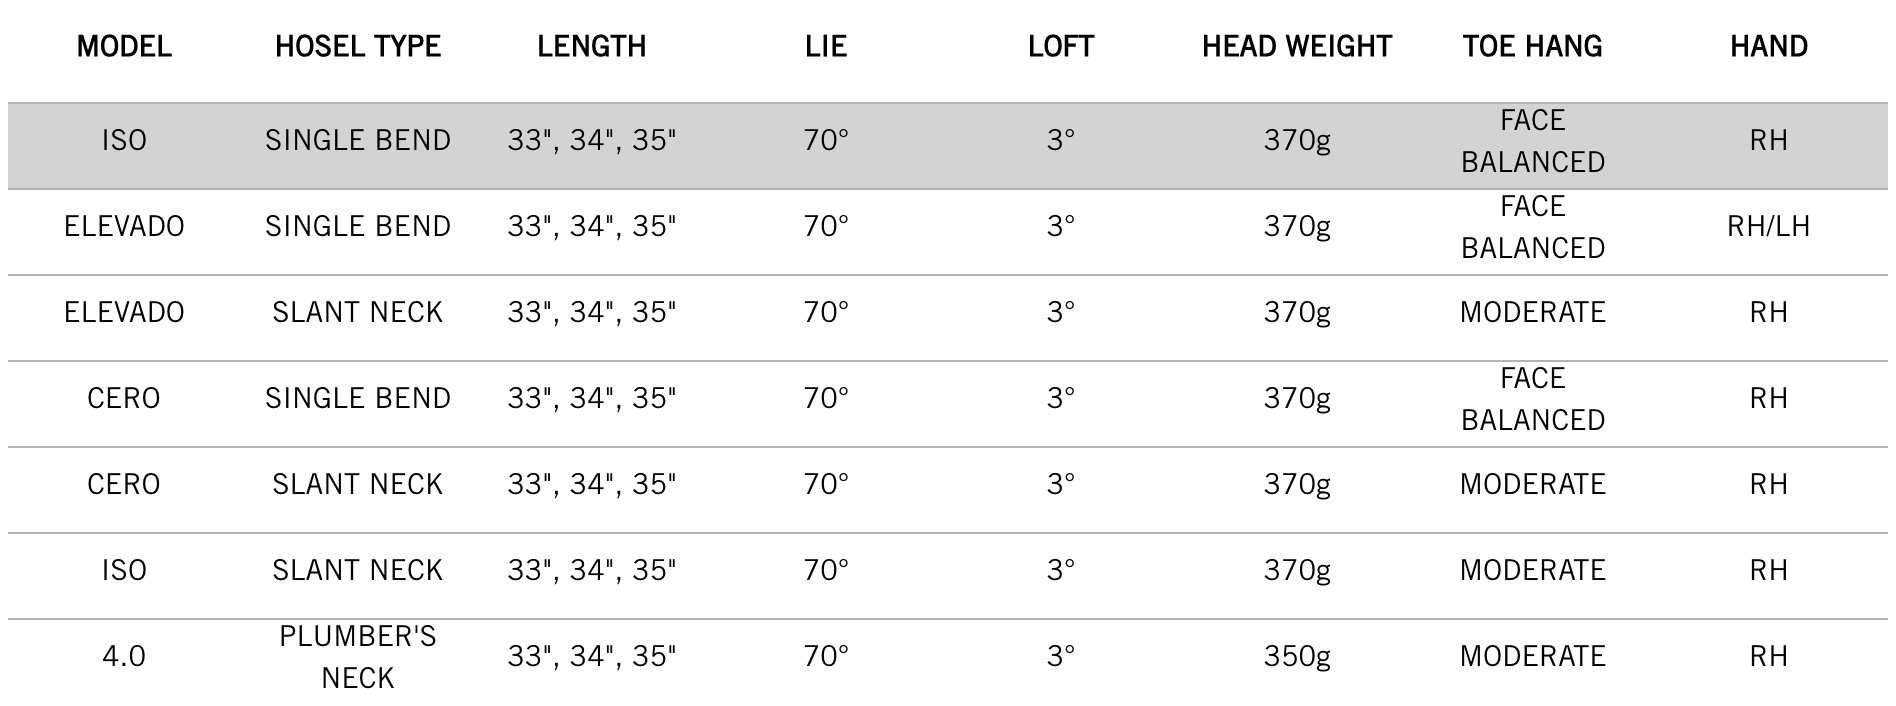 MODEL HOSEL TYPE LENGTH LIE LOFT HEAD WEIGHT TOE HANG HAND
ISO SINGLE BEND 33", 34", 35" 70° 3° 370g FACE BALANCED RH
ELEVADO SINGLE BEND 33", 34", 35" 70° 3° 370g FACE BALANCED RH/LH
ELEVADO SLANT NECK 33", 34", 35" 70° 3° 370g MODERATE RH
CERO SINGLE BEND 33", 34", 35" 70° 3° 370g FACE BALANCED RH
CERO SLANT NECK 33", 34", 35" 70° 3° 370g MODERATE RH
ISO SLANT NECK 33", 34", 35" 70° 3° 370g MODERATE RH
4.0 PLUMBER'S NECK 33", 34", 35" 70° 3° 350g MODERATE RH